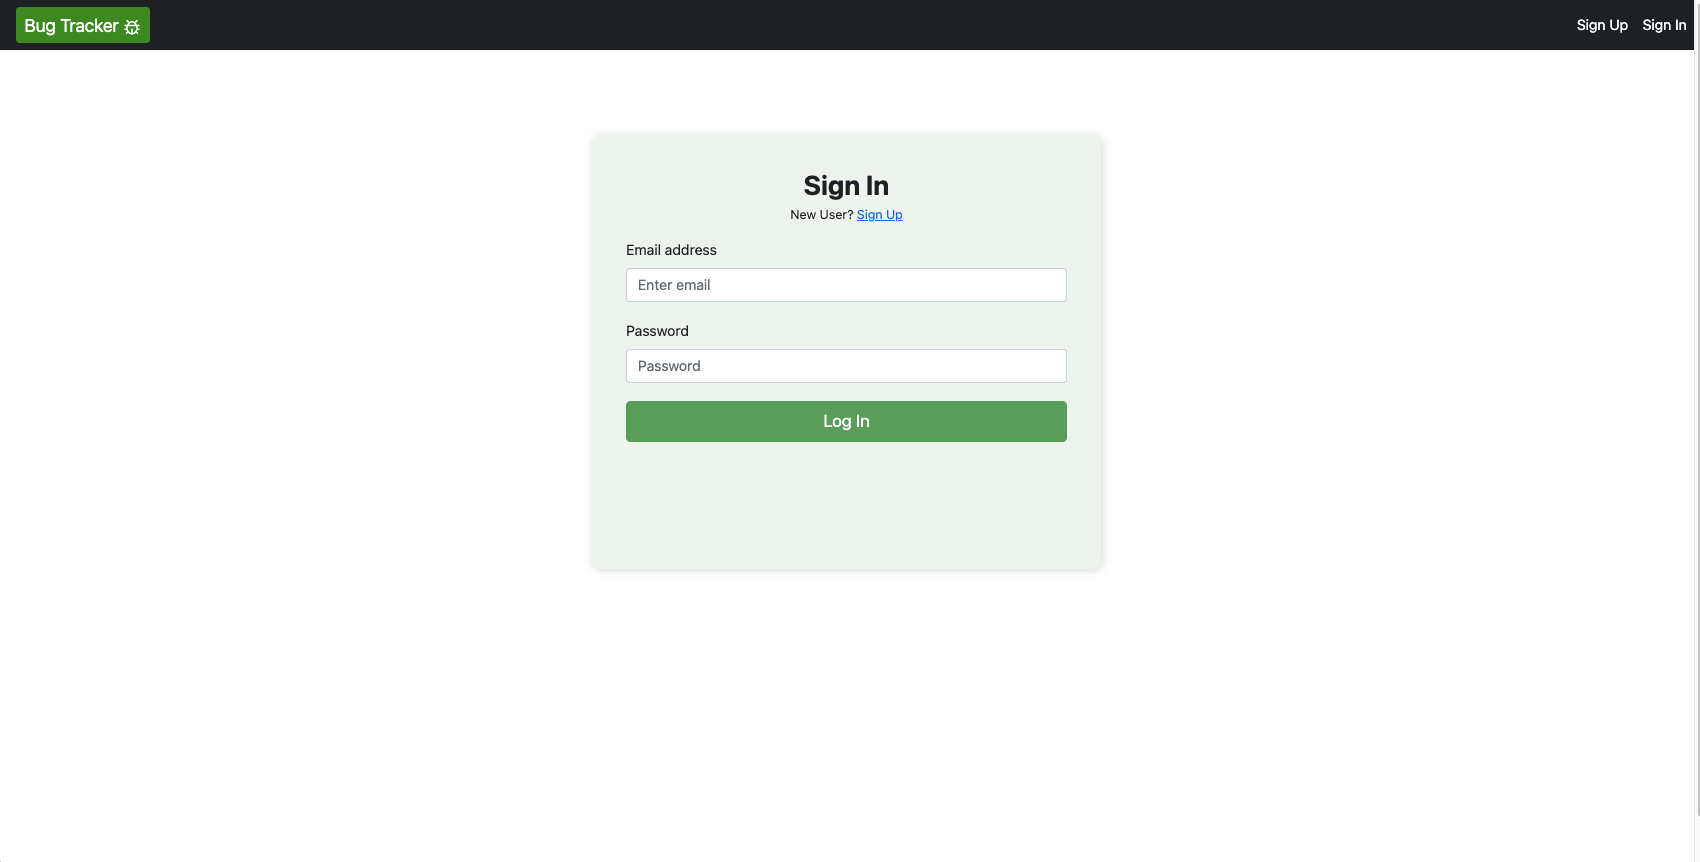 Bug Tracker
Sign Up Sign In
Sign In
New User? Sign Up
Email address
Enter email
Password
Password
Log In